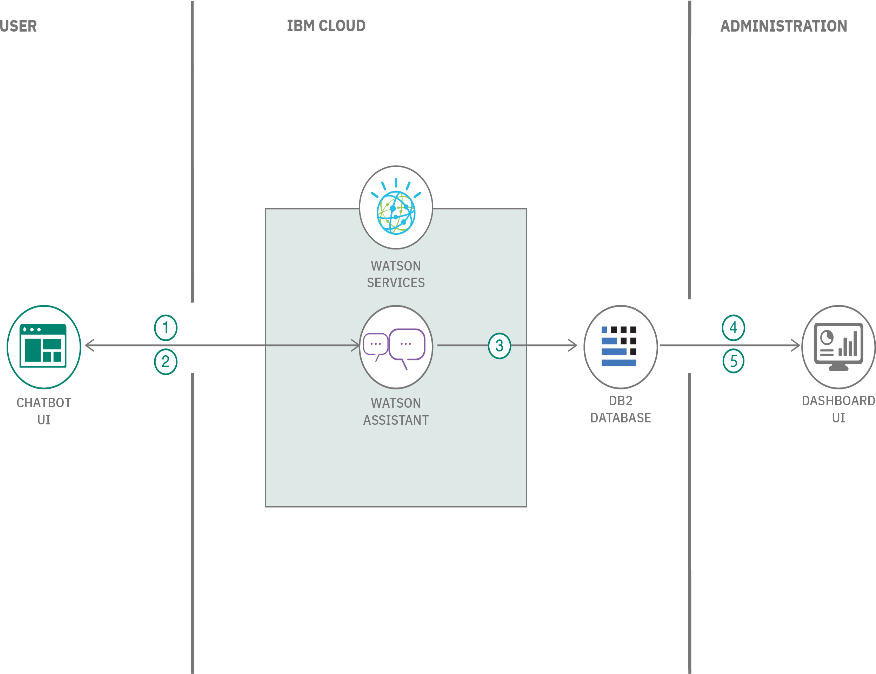 USER
IBM CLOUD
ADMINISTRATION
WATSON
SERVICES
1
2
3
4
5
CHATBOT
UI
WATSON
ASSISTANT
DB2
DATABASE
DASHBOARD
UI